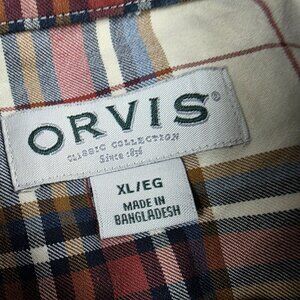 ORVIS®
CLASSIC COLLECTION
Since 1856
XL/EG
MADE IN
BANGLADESH